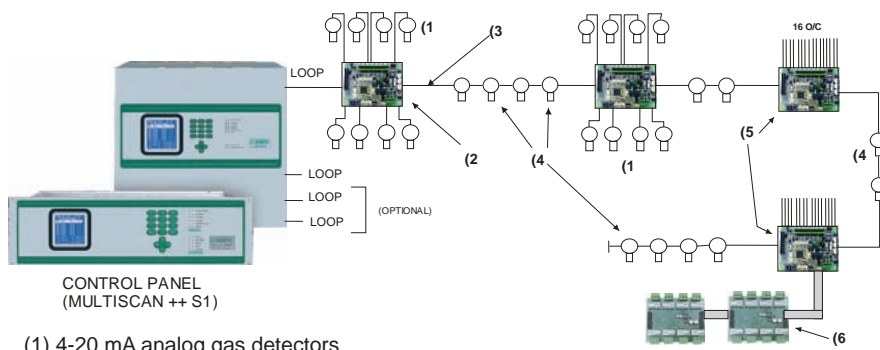 (1
(3
16 O/C
LOOP
(2
(4
(1
(5
(4
LOOP
LOOP
(OPTIONAL)
LOOP
CONTROL PANEL
(MULTISCAN ++ S1)
(6
(1) 4-20 mA analog gas detectors